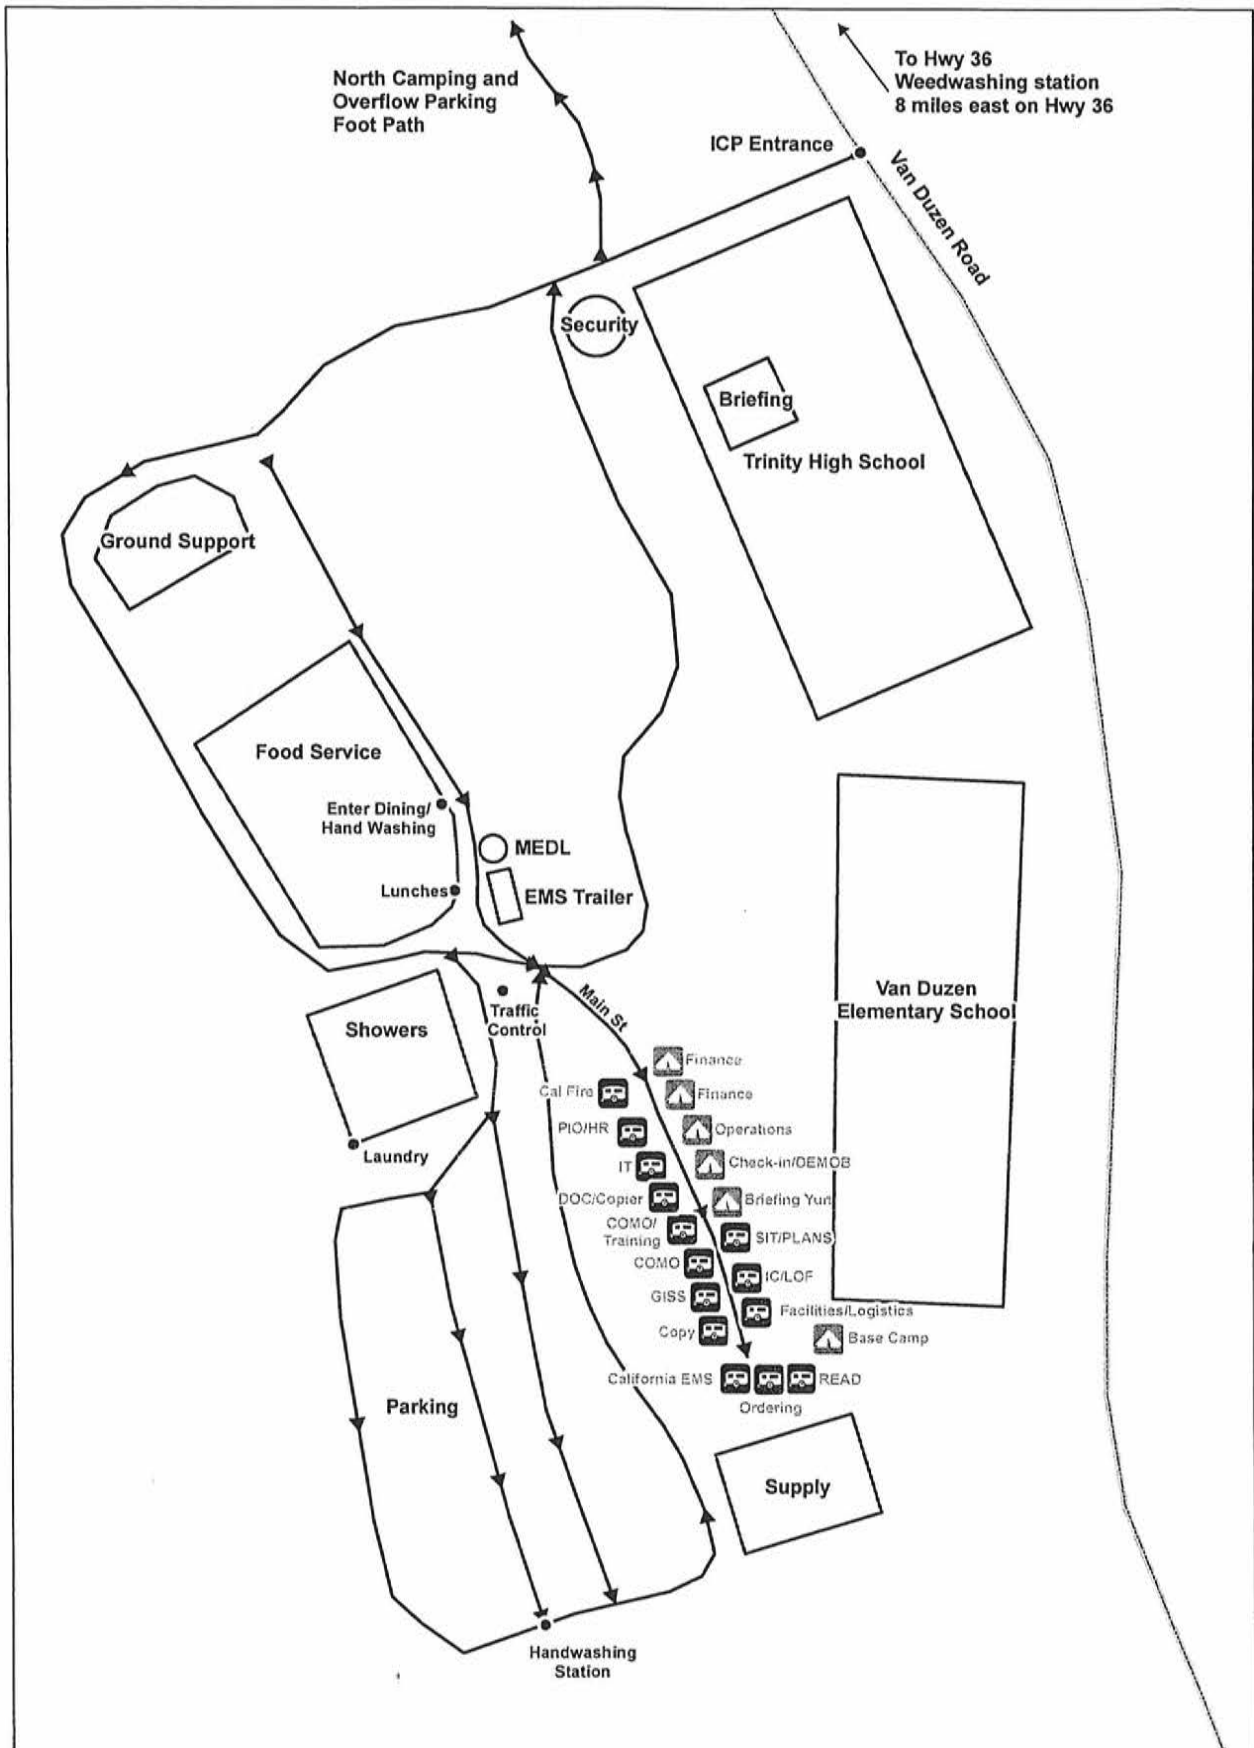 North Camping and
Overflow Parking
Foot Path
To Hwy 36
Weedwashing station
8 miles east on Hwy 36
ICP Entrance
Van Duzen Road
Security
Briefing
Trinity High School
Ground Support
Food Service
Enter Dining/
Hand Washing
MEDL
Lunches
EMS Trailer
Van Duzen
Elementary School
Main St
Traffic
Control
Showers
Laundry
Finance
Cal Fire
Finance
PIO/HR
Operations
IT
Check-in/DEMOB
DOC/Copier
Briefing Yurt
COMO/
Training
SIT/PLANS
COMO
IC/LOF
GISS
Facilities/Logistics
Copy
Base Camp
California EMS
READ
Ordering
Parking
Supply
Handwashing
Station